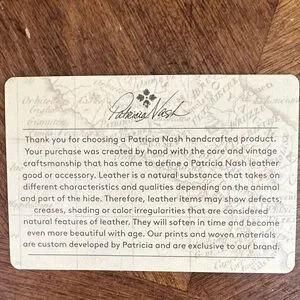 Patricia Nash
Thank you for choosing a Patricia Nash handcrafted product.
Your purchase was created by hand with the care and vintage
craftsmanship that has come to define a Patricia Nash leather
good or accessory. Leather is a natural substance that takes on
different characteristics and qualities depending on the animal
and part of the hide. Therefore, leather items may show defects,
creases, shading or color irregularities that are considered
natural features of leather. They will soften in time and become
even more beautiful with age. Our prints and woven materials
are custom developed by Patricia and are exclusive to our brand.